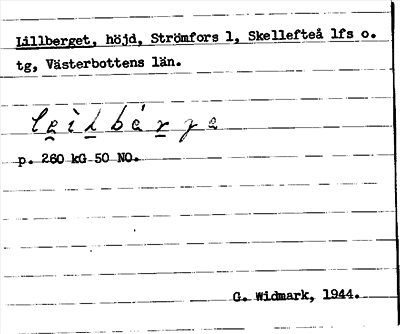 Lillberget, höjd, Strömfors 1, Skellefteå lfs o.
tg, Västerbottens län.
p. 260 kG 50 NO.
G. Widmark, 1944.